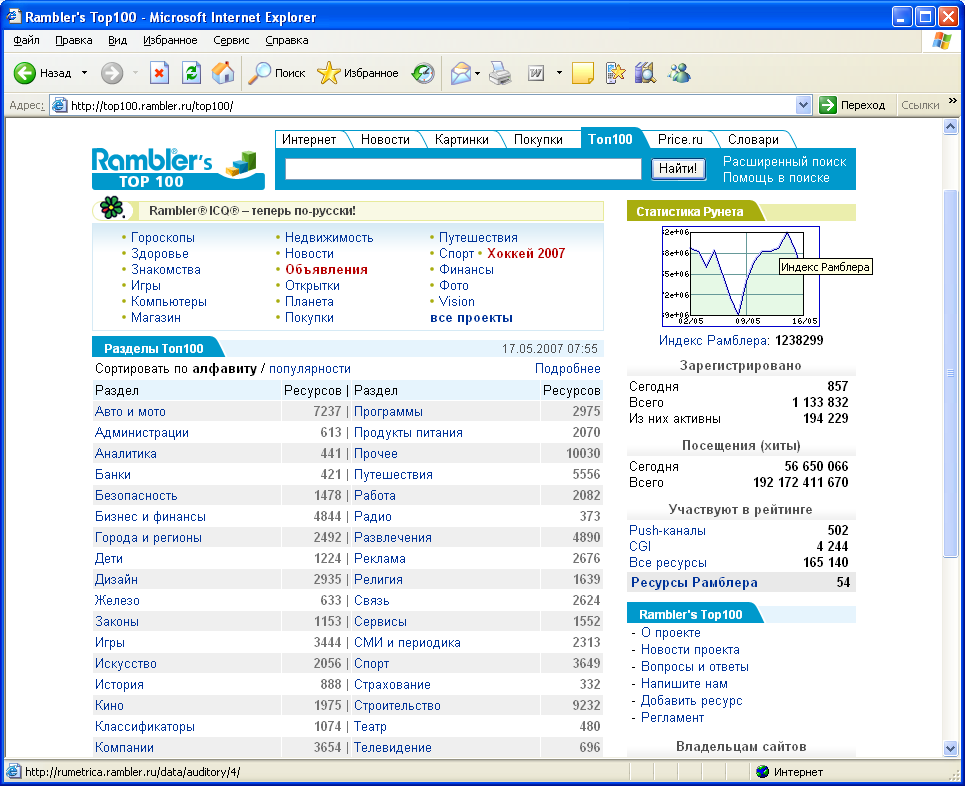 Rambler's Top100 - Microsoft Internet Explorer
Файл Правка Вид Избранное Сервис Справка
Назад Поиск Избранное
Адрес: http://top100.rambler.ru/top100/ Переход Ссылки »
Интернет Новости Картинки Покупки Топ100 Price.ru Словари
Rambler's
TOP 100
Найти!
Расширенный поиск
Помощь в поиске
Rambler® ICQ® – теперь по-русски!
• Гороскопы • Недвижимость • Путешествия
• Здоровье • Новости • Спорт • Хоккей 2007
• Знакомства • Объявления • Финансы
• Игры • Открытки • Фото
• Компьютеры • Планета • Vision
• Магазин • Покупки все проекты
Разделы Топ100 17.05.2007 07:55
Сортировать по алфавиту / популярности Подробнее
Раздел Ресурсов | Раздел Ресурсов
Авто и мото 7237 | Программы 2975
Администрации 613 | Продукты питания 2070
Аналитика 441 | Прочее 10030
Банки 421 | Путешествия 5556
Безопасность 1478 | Работа 2082
Бизнес и финансы 4844 | Радио 373
Города и регионы 2492 | Развлечения 4890
Дети 1224 | Реклама 2676
Дизайн 2935 | Религия 1639
Железо 633 | Связь 2624
Законы 1153 | Сервисы 1552
Игры 3444 | СМИ и периодика 2313
Искусство 2056 | Спорт 3649
История 888 | Страхование 332
Кино 1975 | Строительство 9232
Классификаторы 1074 | Театр 480
Компании 3654 | Телевидение 696
Статистика Рунета
2e+06
8e+06
5e+06
2e+06
9e+06
02/05 09/05 16/05
Индекс Рамблера
Индекс Рамблера: 1238299
Зарегистрировано
Сегодня 857
Всего 1 133 832
Из них активны 194 229
Посещения (хиты)
Сегодня 56 650 066
Всего 192 172 411 670
Участвуют в рейтинге
Push-каналы 502
CGI 4 244
Все ресурсы 165 140
Ресурсы Рамблера 54
Rambler's Top100
- О проекте
- Новости проекта
- Вопросы и ответы
- Напишите нам
- Добавить ресурс
- Регламент
Владельцам сайтов
http://rumetrica.rambler.ru/data/auditory/4/ Интернет